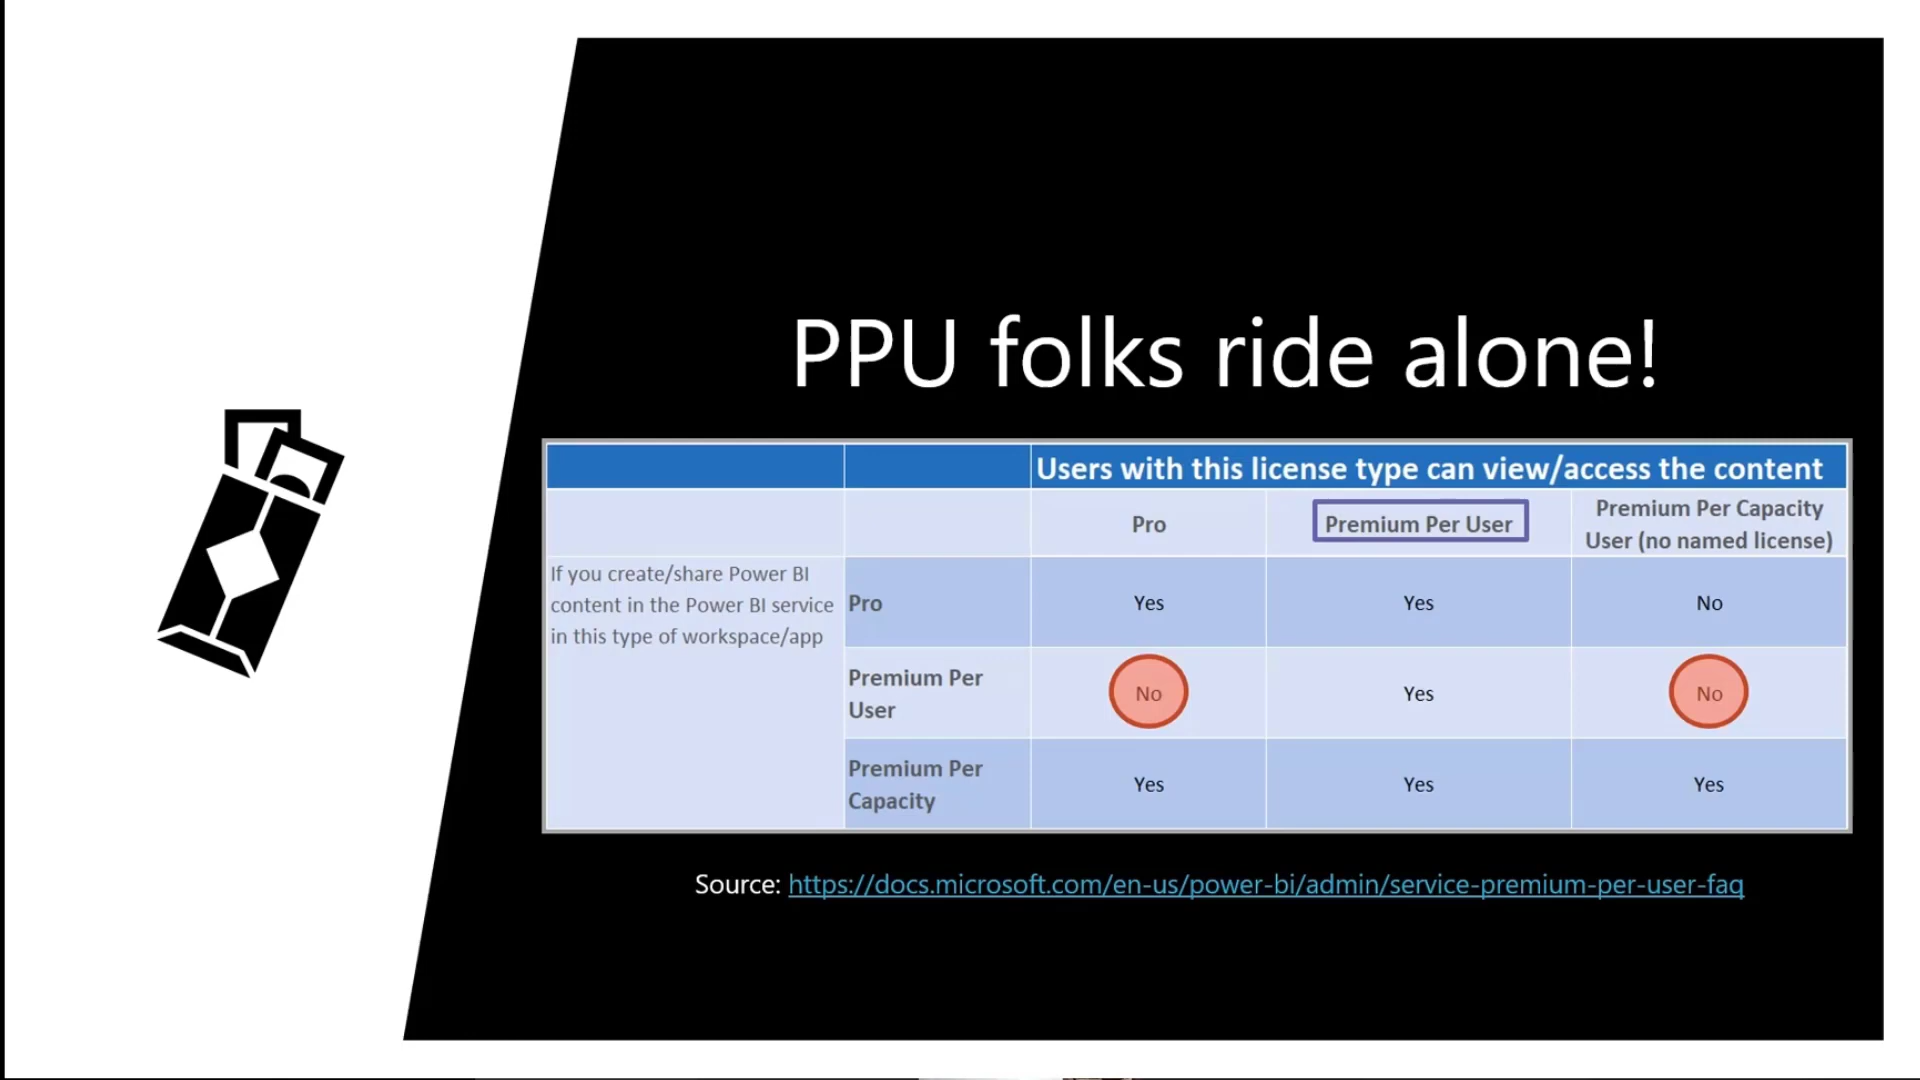 PPU folks ride alone!
Users with this license type can view/access the content
Pro
Premium Per User
Premium Per Capacity
User (no named license)
If you create/share Power BI
content in the Power BI service
in this type of workspace/app
Pro
Yes
Yes
No
Premium Per
User
No
Yes
No
Premium Per
Capacity
Yes
Yes
Yes
Source: https://docs.microsoft.com/en-us/power-bi/admin/service-premium-per-user-faq